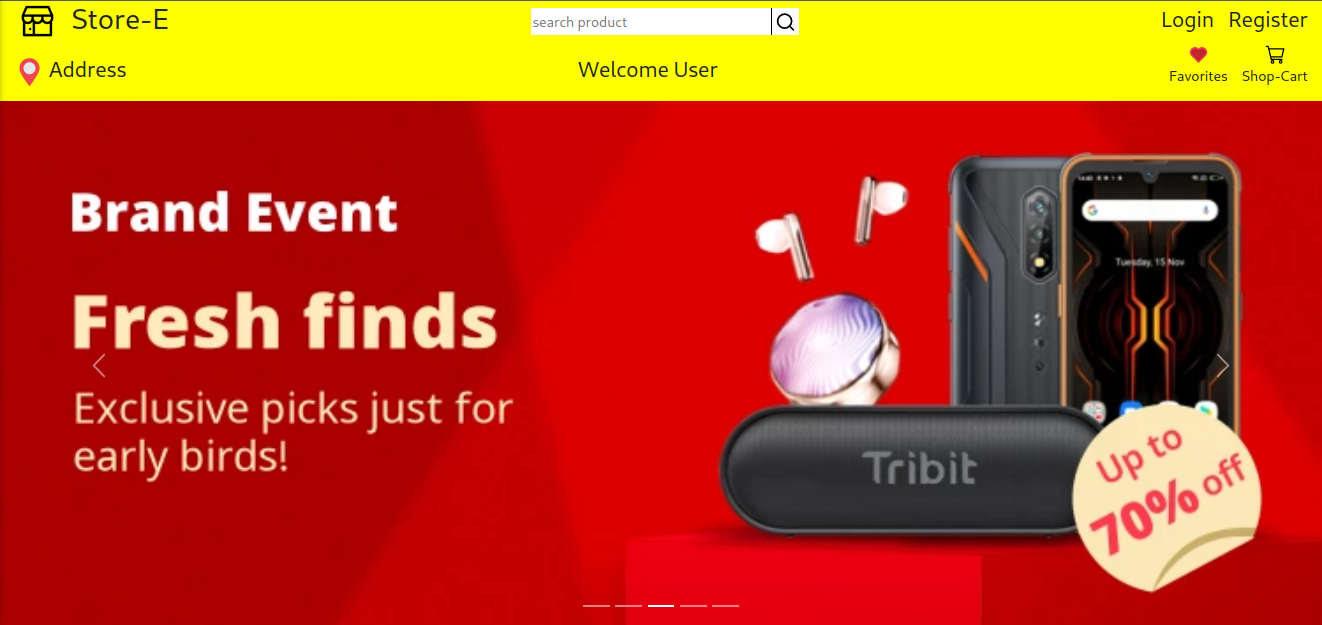 Store-E
search product
Login Register
Address
Welcome User
Favorites Shop-Cart
Brand Event
Fresh finds
Exclusive picks just for
early birds!
Tuesday, 15 Nov
Tribit
Up to
70% off